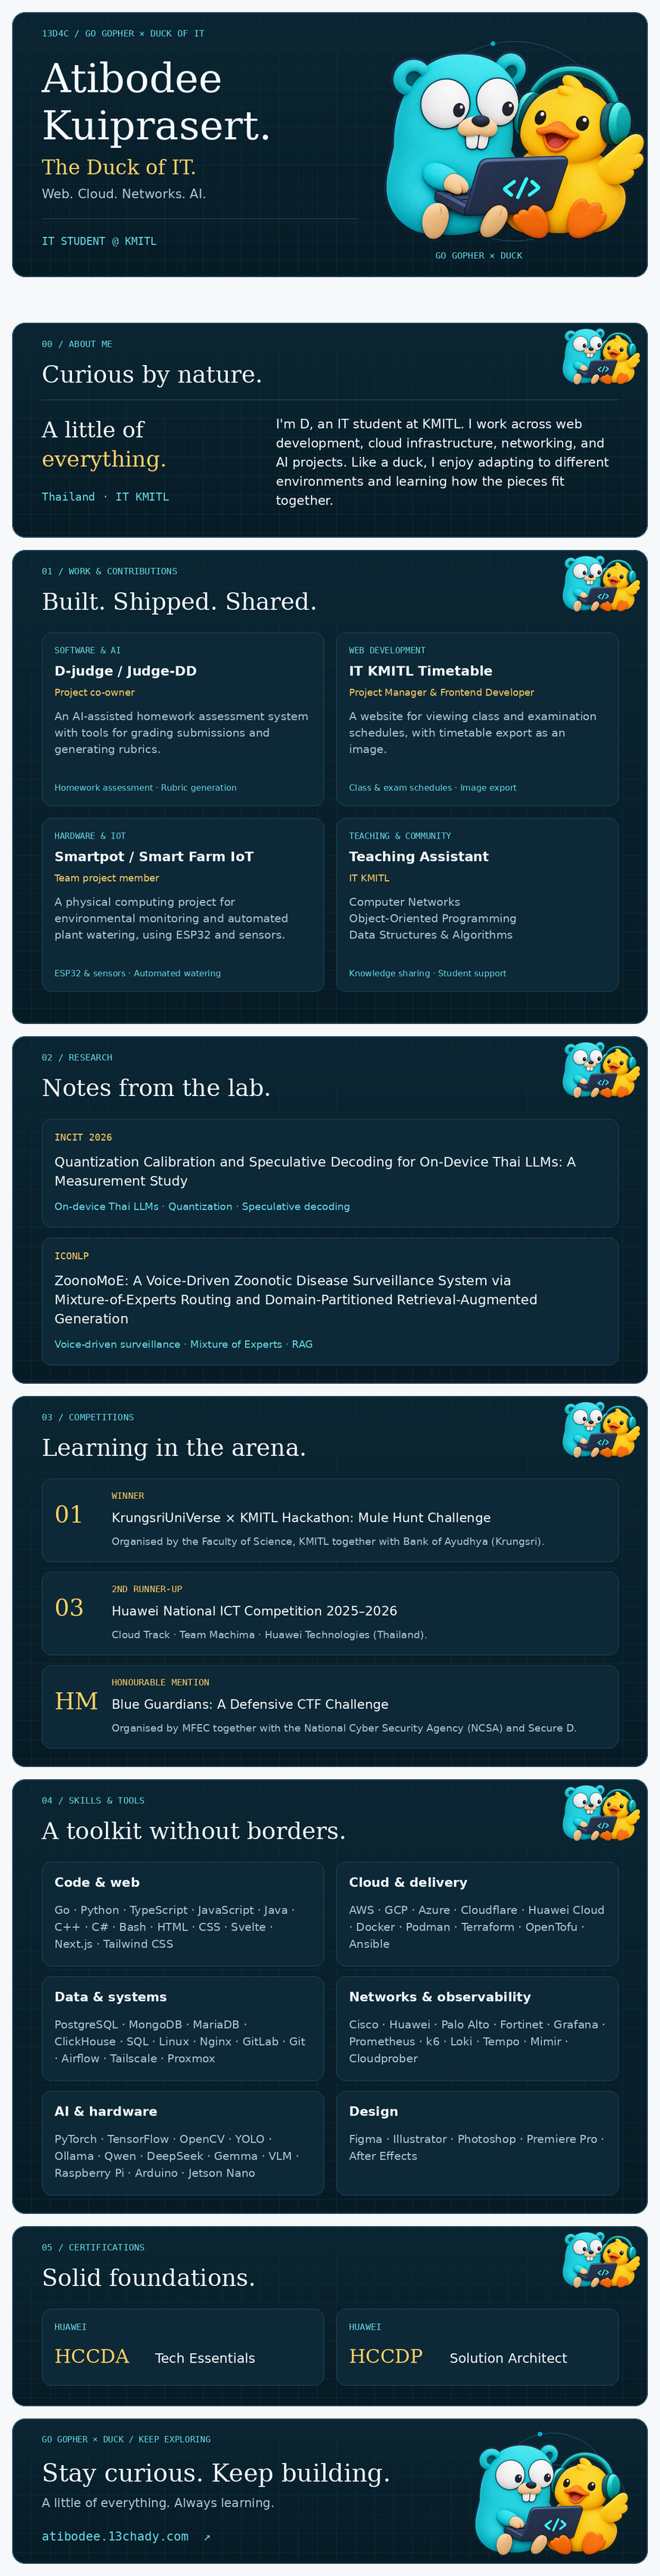 13D4C / GO GOPHER × DUCK OF IT
Atibodee
Kuiprasert.
The Duck of IT.
Web. Cloud. Networks. AI.
IT STUDENT @ KMITL
</>
GO GOPHER × DUCK
00 / ABOUT ME
</>
Curious by nature.
A little of
everything.
Thailand · IT KMITL
I'm D, an IT student at KMITL. I work across web
development, cloud infrastructure, networking, and
AI projects. Like a duck, I enjoy adapting to different
environments and learning how the pieces fit
together.
01 / WORK & CONTRIBUTIONS
</>
Built. Shipped. Shared.
SOFTWARE & AI
D-judge / Judge-DD
Project co-owner
An AI-assisted homework assessment system
with tools for grading submissions and
generating rubrics.
Homework assessment · Rubric generation
WEB DEVELOPMENT
IT KMITL Timetable
Project Manager & Frontend Developer
A website for viewing class and examination
schedules, with timetable export as an
image.
Class & exam schedules · Image export
HARDWARE & IOT
Smartpot / Smart Farm IoT
Team project member
A physical computing project for
environmental monitoring and automated
plant watering, using ESP32 and sensors.
ESP32 & sensors · Automated watering
TEACHING & COMMUNITY
Teaching Assistant
IT KMITL
Computer Networks
Object-Oriented Programming
Data Structures & Algorithms
Knowledge sharing · Student support
02 / RESEARCH
</>
Notes from the lab.
INCIT 2026
Quantization Calibration and Speculative Decoding for On-Device Thai LLMs: A
Measurement Study
On-device Thai LLMs · Quantization · Speculative decoding
ICONLP
ZoonoMoE: A Voice-Driven Zoonotic Disease Surveillance System via
Mixture-of-Experts Routing and Domain-Partitioned Retrieval-Augmented
Generation
Voice-driven surveillance · Mixture of Experts · RAG
03 / COMPETITIONS
</>
Learning in the arena.
01
WINNER
KrungsriUniVerse × KMITL Hackathon: Mule Hunt Challenge
Organised by the Faculty of Science, KMITL together with Bank of Ayudhya (Krungsri).
03
2ND RUNNER-UP
Huawei National ICT Competition 2025–2026
Cloud Track · Team Machima · Huawei Technologies (Thailand).
HM
HONOURABLE MENTION
Blue Guardians: A Defensive CTF Challenge
Organised by MFEC together with the National Cyber Security Agency (NCSA) and Secure D.
04 / SKILLS & TOOLS
</>
A toolkit without borders.
Code & web
Go · Python · TypeScript · JavaScript · Java ·
C++ · C# · Bash · HTML · CSS · Svelte ·
Next.js · Tailwind CSS
Cloud & delivery
AWS · GCP · Azure · Cloudflare · Huawei Cloud
· Docker · Podman · Terraform · OpenTofu ·
Ansible
Data & systems
PostgreSQL · MongoDB · MariaDB ·
ClickHouse · SQL · Linux · Nginx · GitLab · Git
· Airflow · Tailscale · Proxmox
Networks & observability
Cisco · Huawei · Palo Alto · Fortinet · Grafana ·
Prometheus · k6 · Loki · Tempo · Mimir ·
Cloudprober
AI & hardware
PyTorch · TensorFlow · OpenCV · YOLO ·
Ollama · Qwen · DeepSeek · Gemma · VLM ·
Raspberry Pi · Arduino · Jetson Nano
Design
Figma · Illustrator · Photoshop · Premiere Pro ·
After Effects
05 / CERTIFICATIONS
</>
Solid foundations.
HUAWEI
HCCDA Tech Essentials
HUAWEI
HCCDP Solution Architect
GO GOPHER × DUCK / KEEP EXPLORING
Stay curious. Keep building.
A little of everything. Always learning.
atibodee.13chady.com ↗
</>